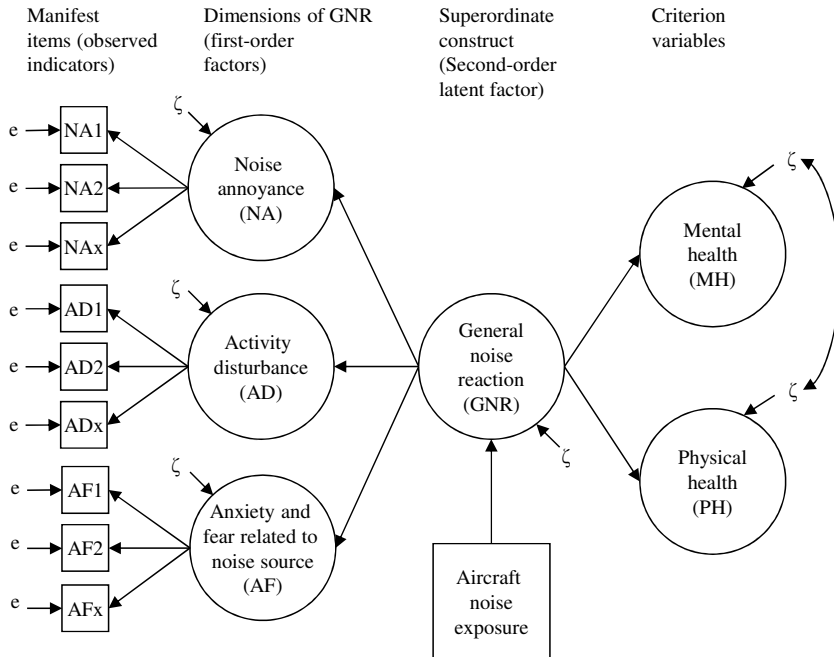 Manifest
items (observed
indicators)
Dimensions of GNR
(first-order
factors)
Superordinate
construct
(Second-order
latent factor)
Criterion
variables
e
NA1
e
NA2
e
NAx
ζ
Noise
annoyance
(NA)
e
AD1
e
AD2
e
ADx
ζ
Activity
disturbance
(AD)
e
AF1
e
AF2
e
AFx
ζ
Anxiety and
fear related to
noise source
(AF)
General
noise
reaction
(GNR)
ζ
Aircraft
noise
exposure
ζ
Mental
health
(MH)
ζ
Physical
health
(PH)